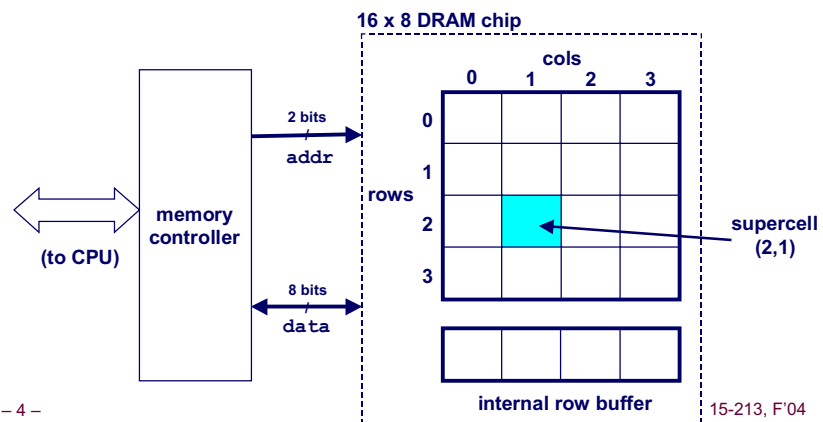 16 x 8 DRAM chip
cols
0 1 2 3
2 bits
addr
0
1
rows
memory
controller
2
supercell
(2,1)
(to CPU)
3
8 bits
data
internal row buffer
– 4 –
15-213, F'04